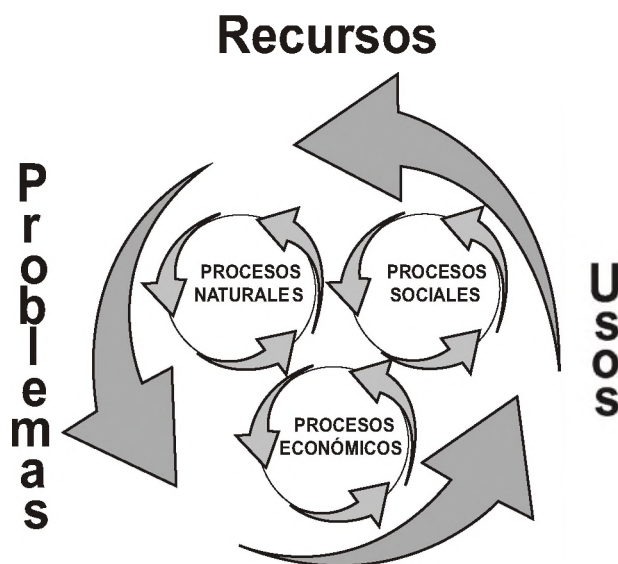 Recursos
Problemas
PROCESOS
NATURALES
PROCESOS
SOCIALES
Usos
PROCESOS
ECONÓMICOS